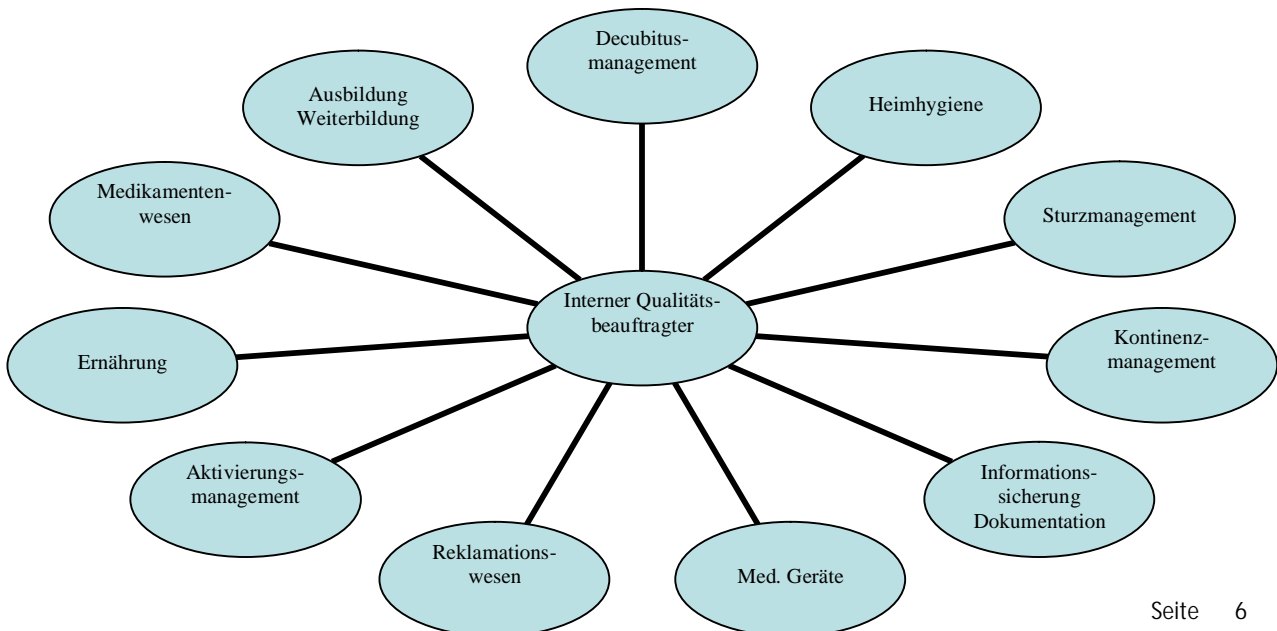 Decubitus-
management
Ausbildung
Weiterbildung
Heimhygiene
Medikamenten-
wesen
Sturzmanagement
Interner Qualitäts-
beauftragter
Ernährung
Kontinenz-
management
Aktivierungs-
management
Informations-
sicherung
Dokumentation
Reklamations-
wesen
Med. Geräte
Seite 6